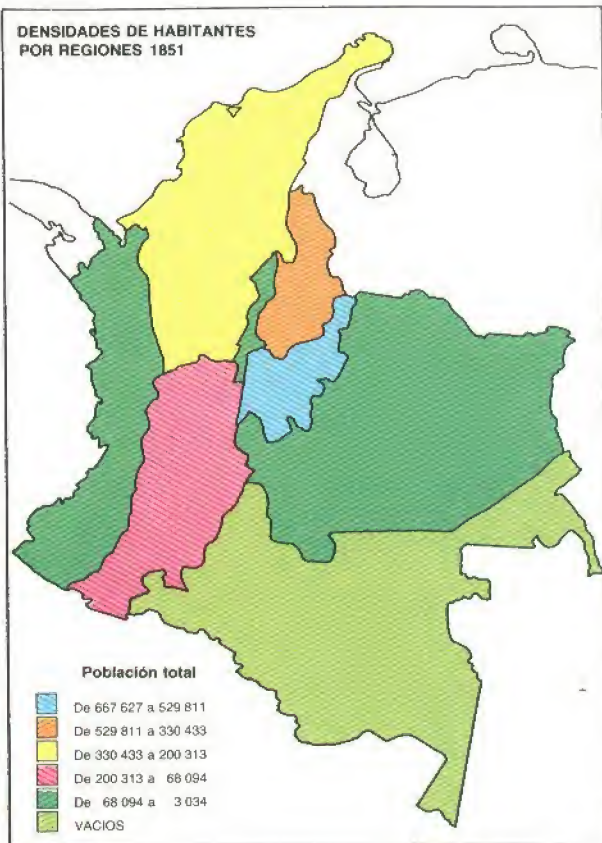 DENSIDADES DE HABITANTES
POR REGIONES 1851
Población total
De 667 627 a 529 811
De 529 811 a 330 433
De 330 433 a 200 313
De 200 313 a 68 094
De 68 094 a 3 034
VACIOS